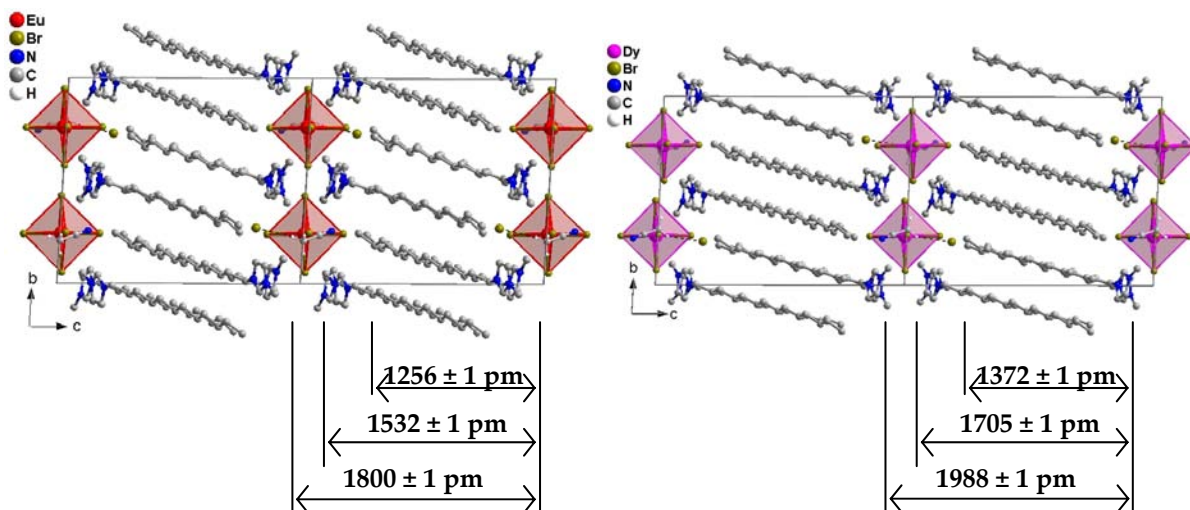 Eu
Br
N
C
H
b
c
1256 ± 1 pm
1532 ± 1 pm
1800 ± 1 pm
Dy
Br
N
C
H
b
c
1372 ± 1 pm
1705 ± 1 pm
1988 ± 1 pm